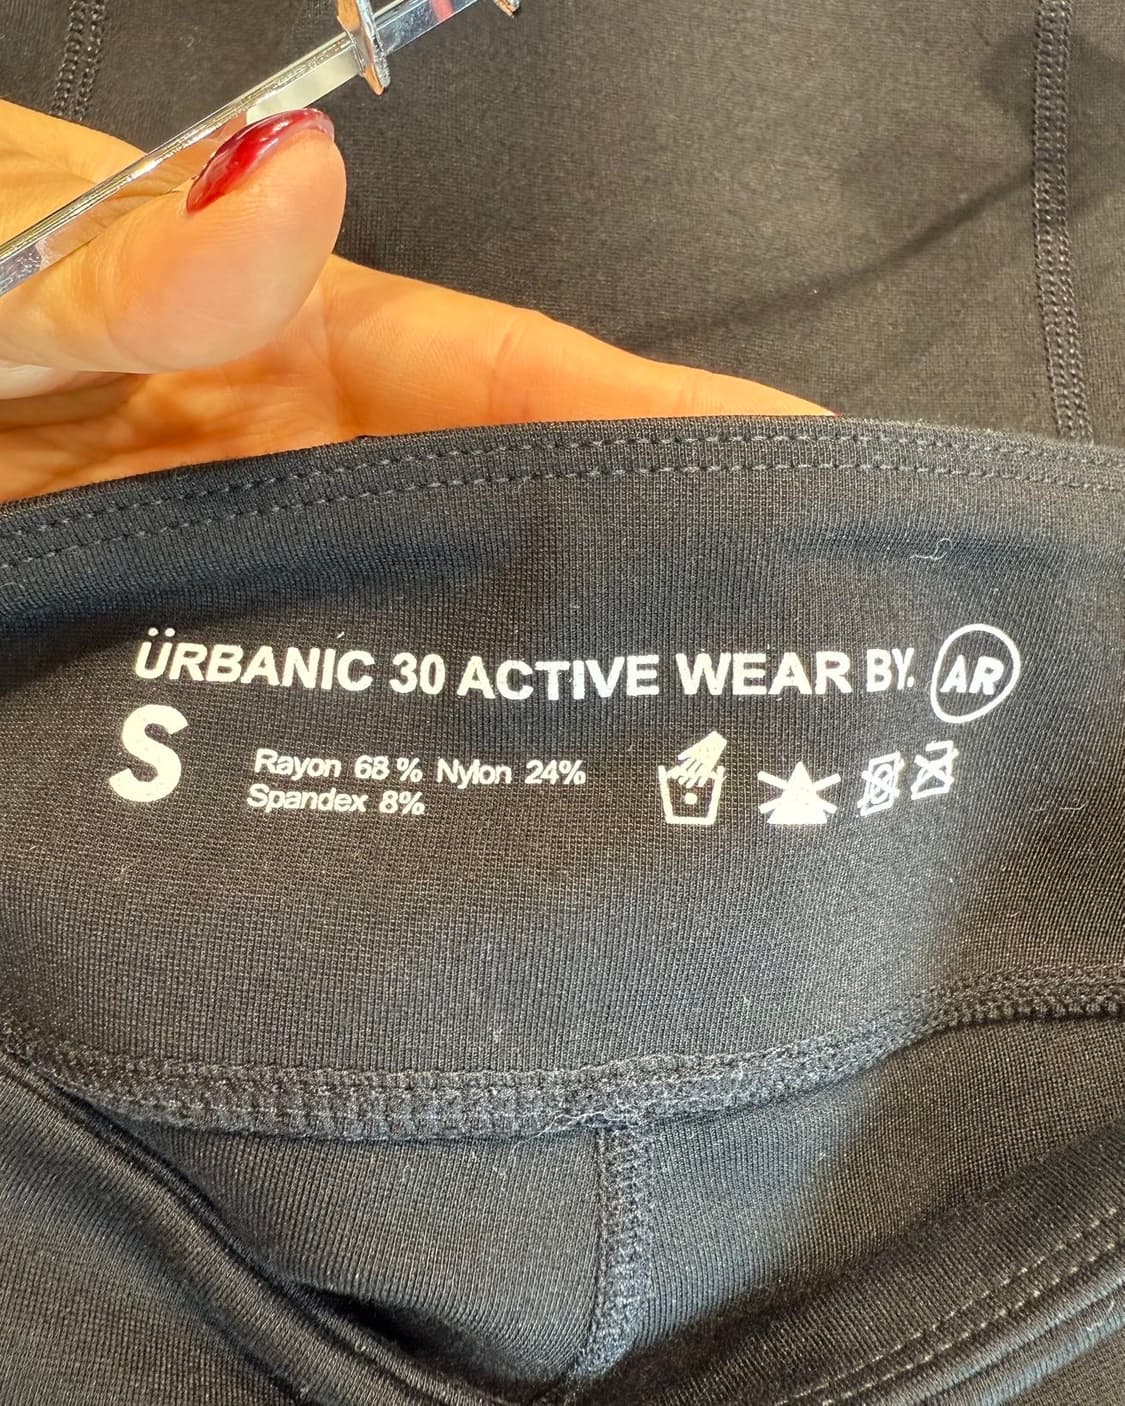 ÜRBANIC 30 ACTIVE WEAR BY. AR
S
Rayon 68 % Nylon 24%
Spandex 8%